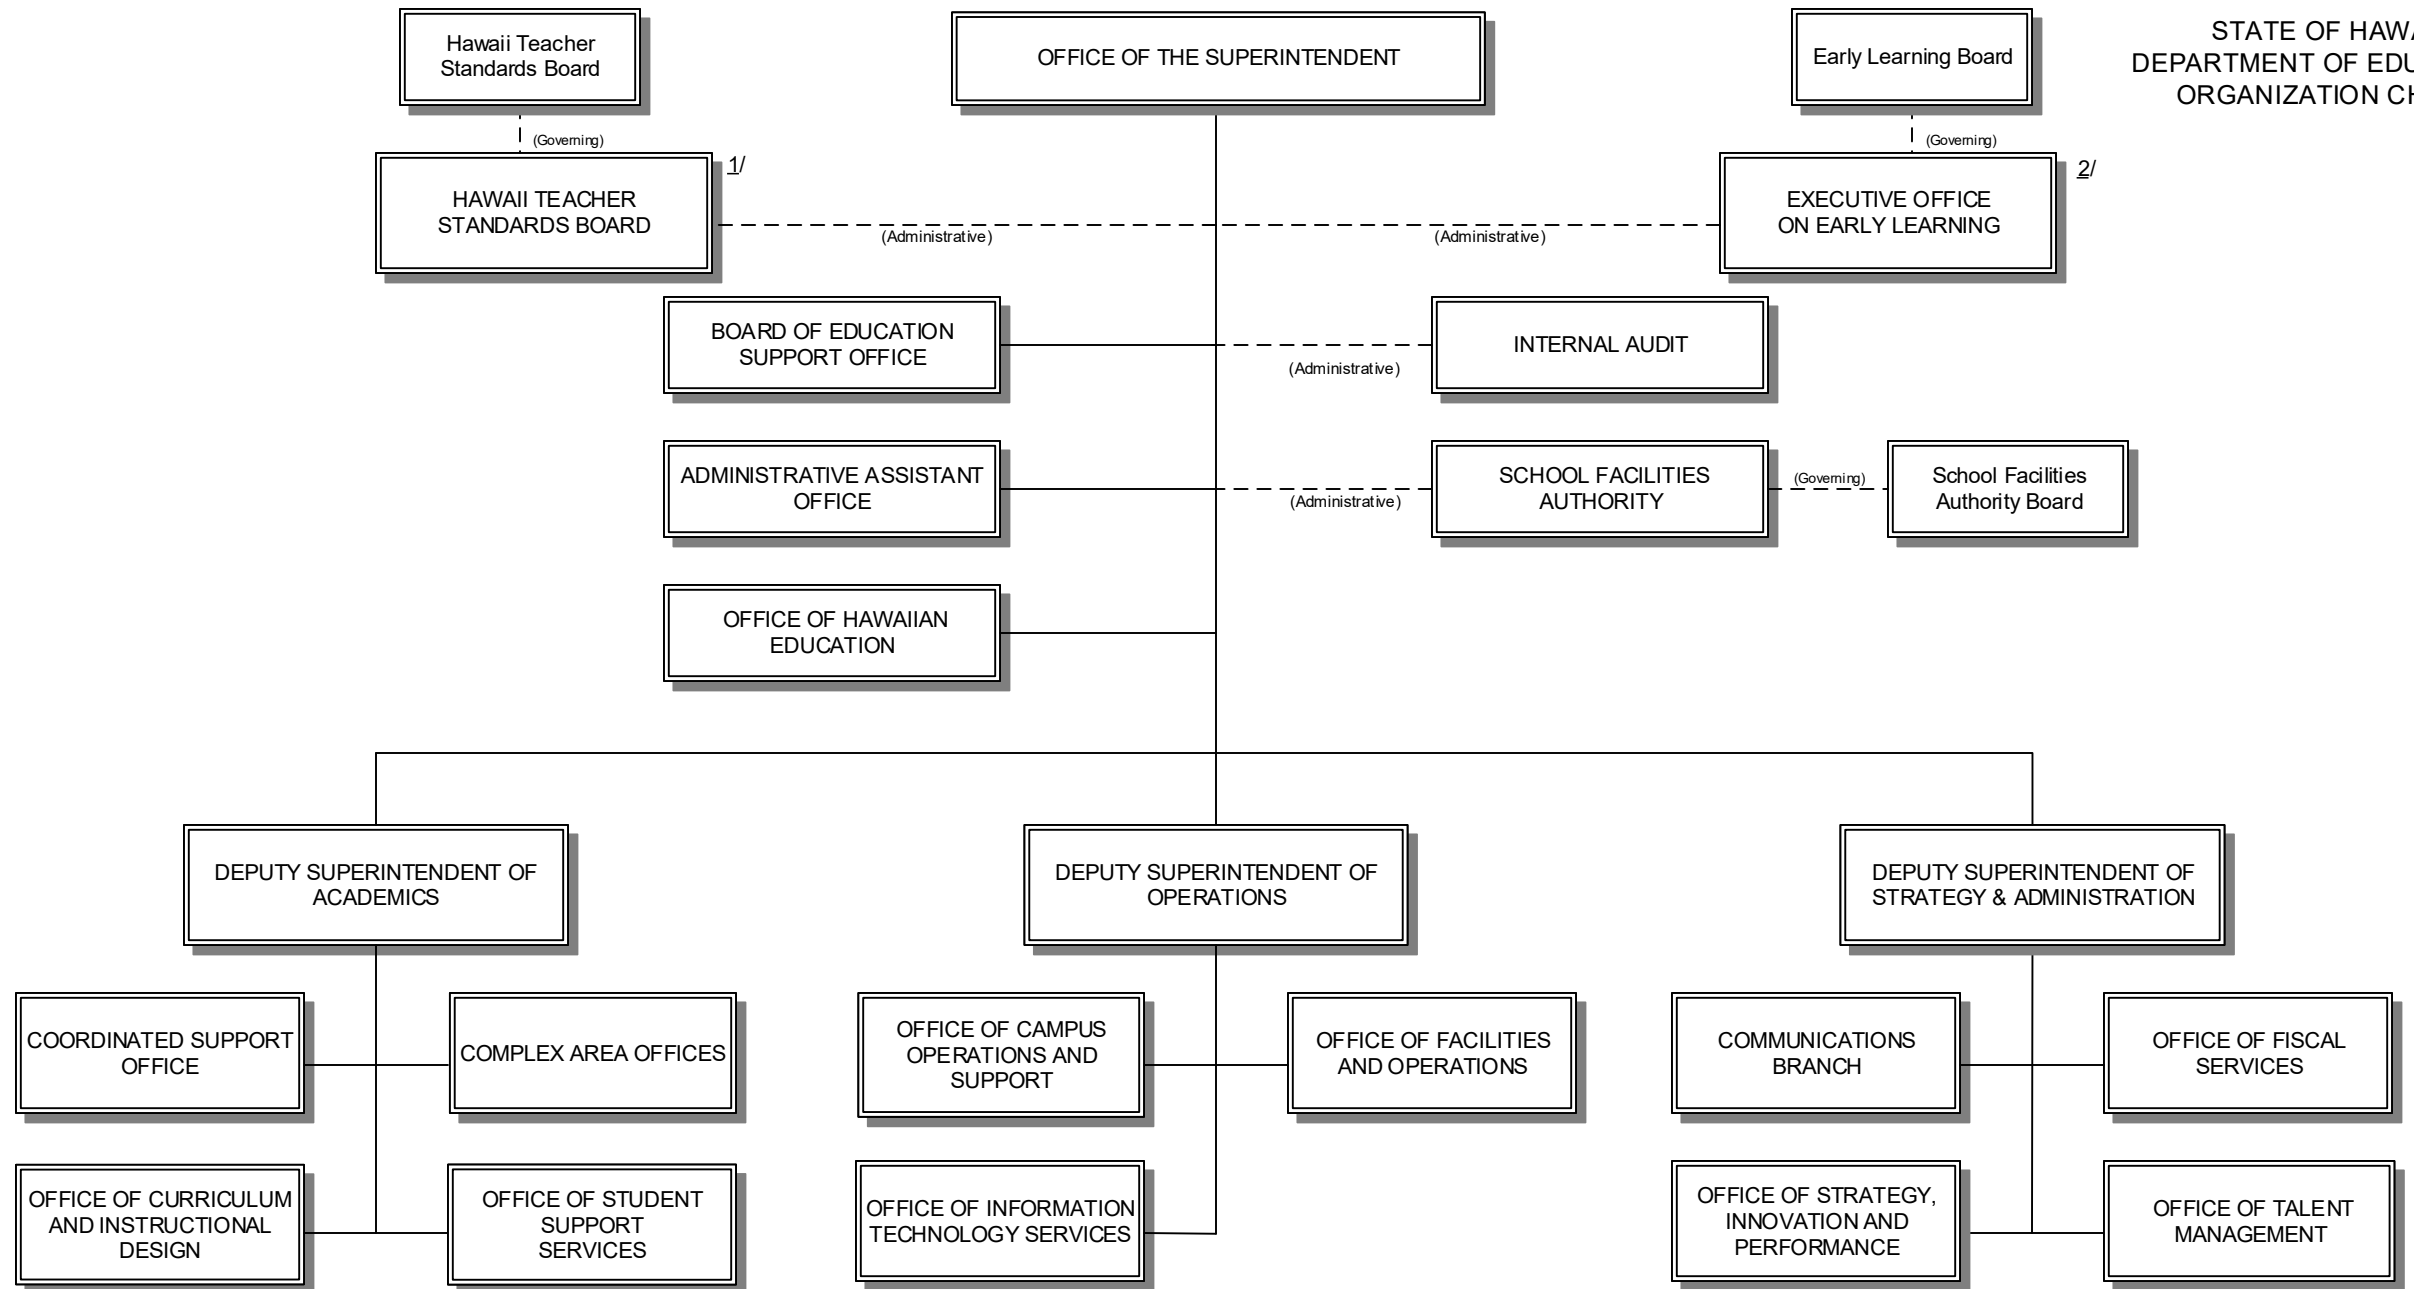 Hawaii Teacher
Standards Board
OFFICE OF THE SUPERINTENDENT
Early Learning Board
STATE OF HAWA
DEPARTMENT OF EDU
ORGANIZATION CH
(Governing)
(Governing)
HAWAII TEACHER
STANDARDS BOARD
1/
EXECUTIVE OFFICE
ON EARLY LEARNING
2/
(Administrative)
(Administrative)
BOARD OF EDUCATION
SUPPORT OFFICE
(Administrative)
INTERNAL AUDIT
ADMINISTRATIVE ASSISTANT
OFFICE
(Administrative)
SCHOOL FACILITIES
AUTHORITY
(Governing)
School Facilities
Authority Board
OFFICE OF HAWAIIAN
EDUCATION
DEPUTY SUPERINTENDENT OF
ACADEMICS
DEPUTY SUPERINTENDENT OF
OPERATIONS
DEPUTY SUPERINTENDENT OF
STRATEGY & ADMINISTRATION
COORDINATED SUPPORT
OFFICE
COMPLEX AREA OFFICES
OFFICE OF CAMPUS
OPERATIONS AND
SUPPORT
OFFICE OF FACILITIES
AND OPERATIONS
COMMUNICATIONS
BRANCH
OFFICE OF FISCAL
SERVICES
OFFICE OF CURRICULUM
AND INSTRUCTIONAL
DESIGN
OFFICE OF STUDENT
SUPPORT
SERVICES
OFFICE OF INFORMATION
TECHNOLOGY SERVICES
OFFICE OF STRATEGY,
INNOVATION AND
PERFORMANCE
OFFICE OF TALENT
MANAGEMENT